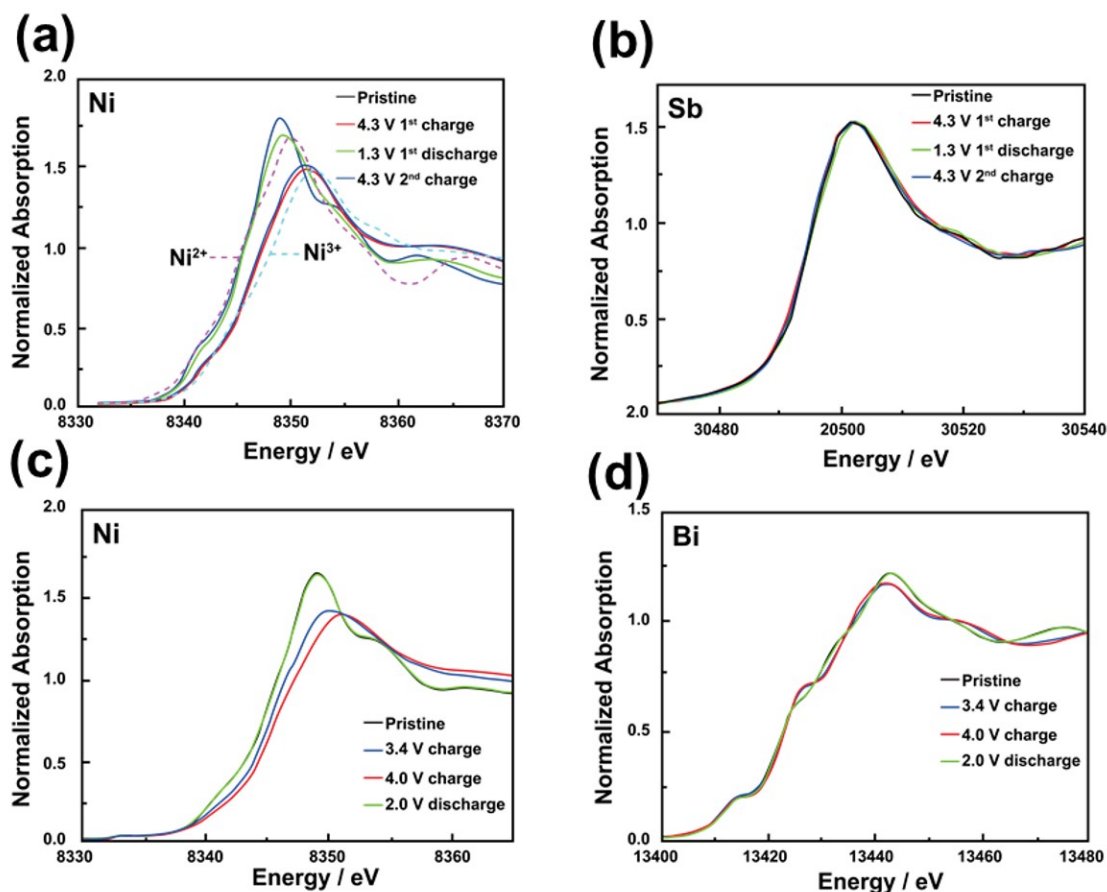 (a)
Ni
Pristine
4.3 V 1st charge
1.3 V 1st discharge
4.3 V 2nd charge
Ni2+
Ni3+
Normalized Absorption
2.0
1.5
1.0
0.5
0.0
8330 8340 8350 8360 8370
Energy / eV
(b)
Sb
Pristine
4.3 V 1st charge
1.3 V 1st discharge
4.3 V 2nd charge
Normalized Absorption
1.5
1.0
0.5
2.0
30480 20500 30520 30540
Energy / eV
(c)
Ni
Pristine
3.4 V charge
4.0 V charge
2.0 V discharge
Normalized Absorption
2.0
1.5
1.0
0.5
0.0
8330 8340 8350 8360
Energy / eV
(d)
Bi
Pristine
3.4 V charge
4.0 V charge
2.0 V discharge
Normalized Absorption
1.5
1.0
0.5
0.0
13400 13420 13440 13460 13480
Energy / eV